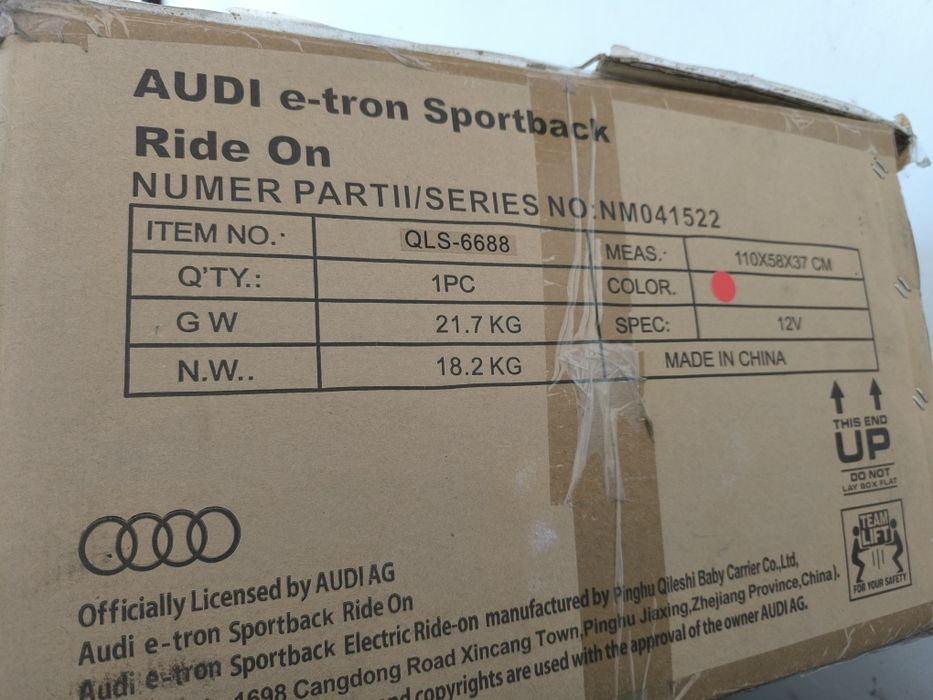 AUDI e-tron Sportback
Ride On
NUMER PARTII/SERIES NO:NM041522
ITEM NO.· QLS-6688 MEAS.· 110X58X37 CM
Q'TY.: 1PC COLOR.
G W 21.7 KG SPEC: 12V
N.W.. 18.2 KG MADE IN CHINA
THIS END
UP
DO NOT
LAY BOX FLAT
TEAM
LIFT
FOR YOUR SAFETY
Officially Licensed by AUDI AG
Audi e-tron Sportback Ride On
Audi e-tron Sportback Electric Ride-on manufactured by Pinghu Qileshi Baby Carrier Co.,Ltd,
1698 Cangdong Road Xincang Town,Pinghu Jiaxing,Zhejiang Province,China).
copyrights are used with the approval of the owner AUDI AG.